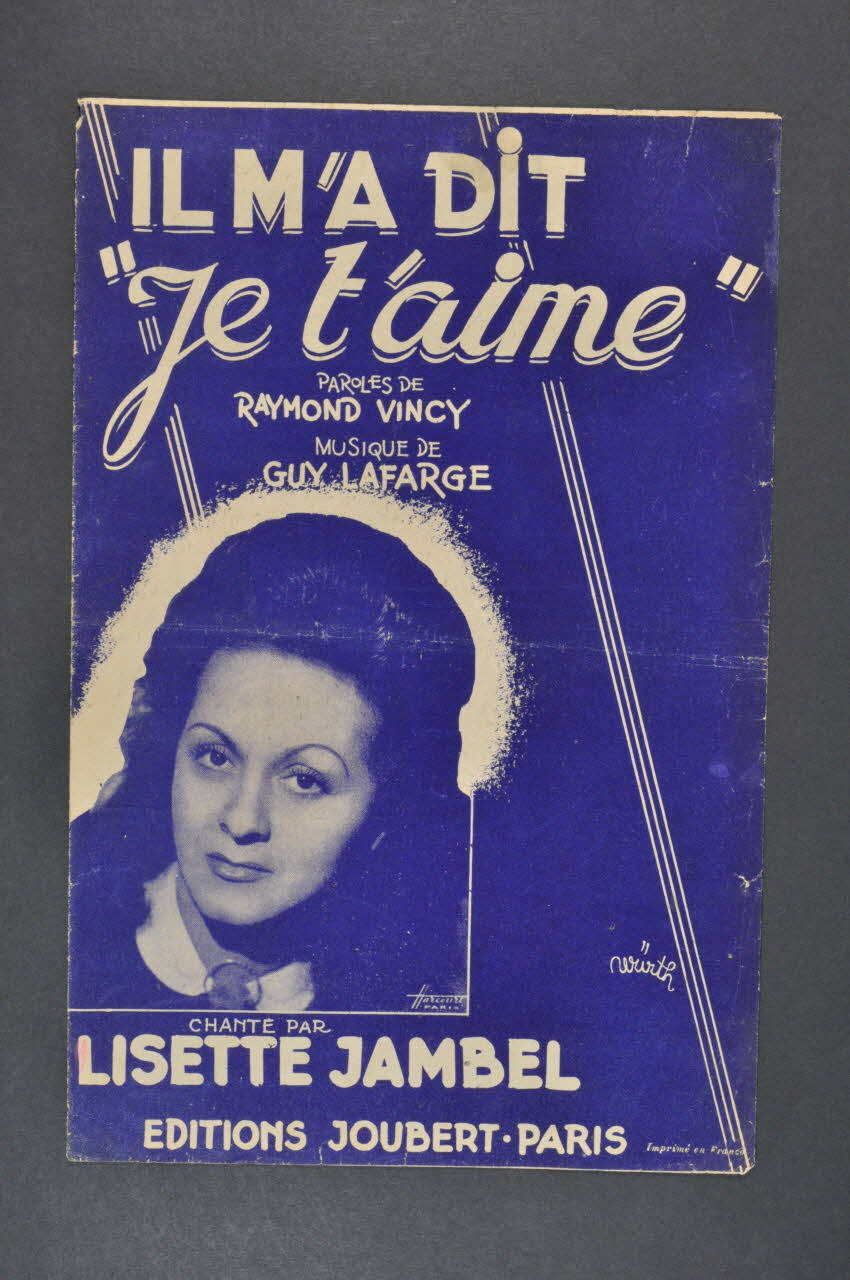 IL M'A DIT
"Je t'aime"
PAROLES DE
RAYMOND VINCY
MUSIQUE DE
GUY LAFARGE
würth
Harcourt
PARIS
CHANTÉ PAR
LISETTE JAMBEL
EDITIONS JOUBERT·PARIS
Imprimé en France